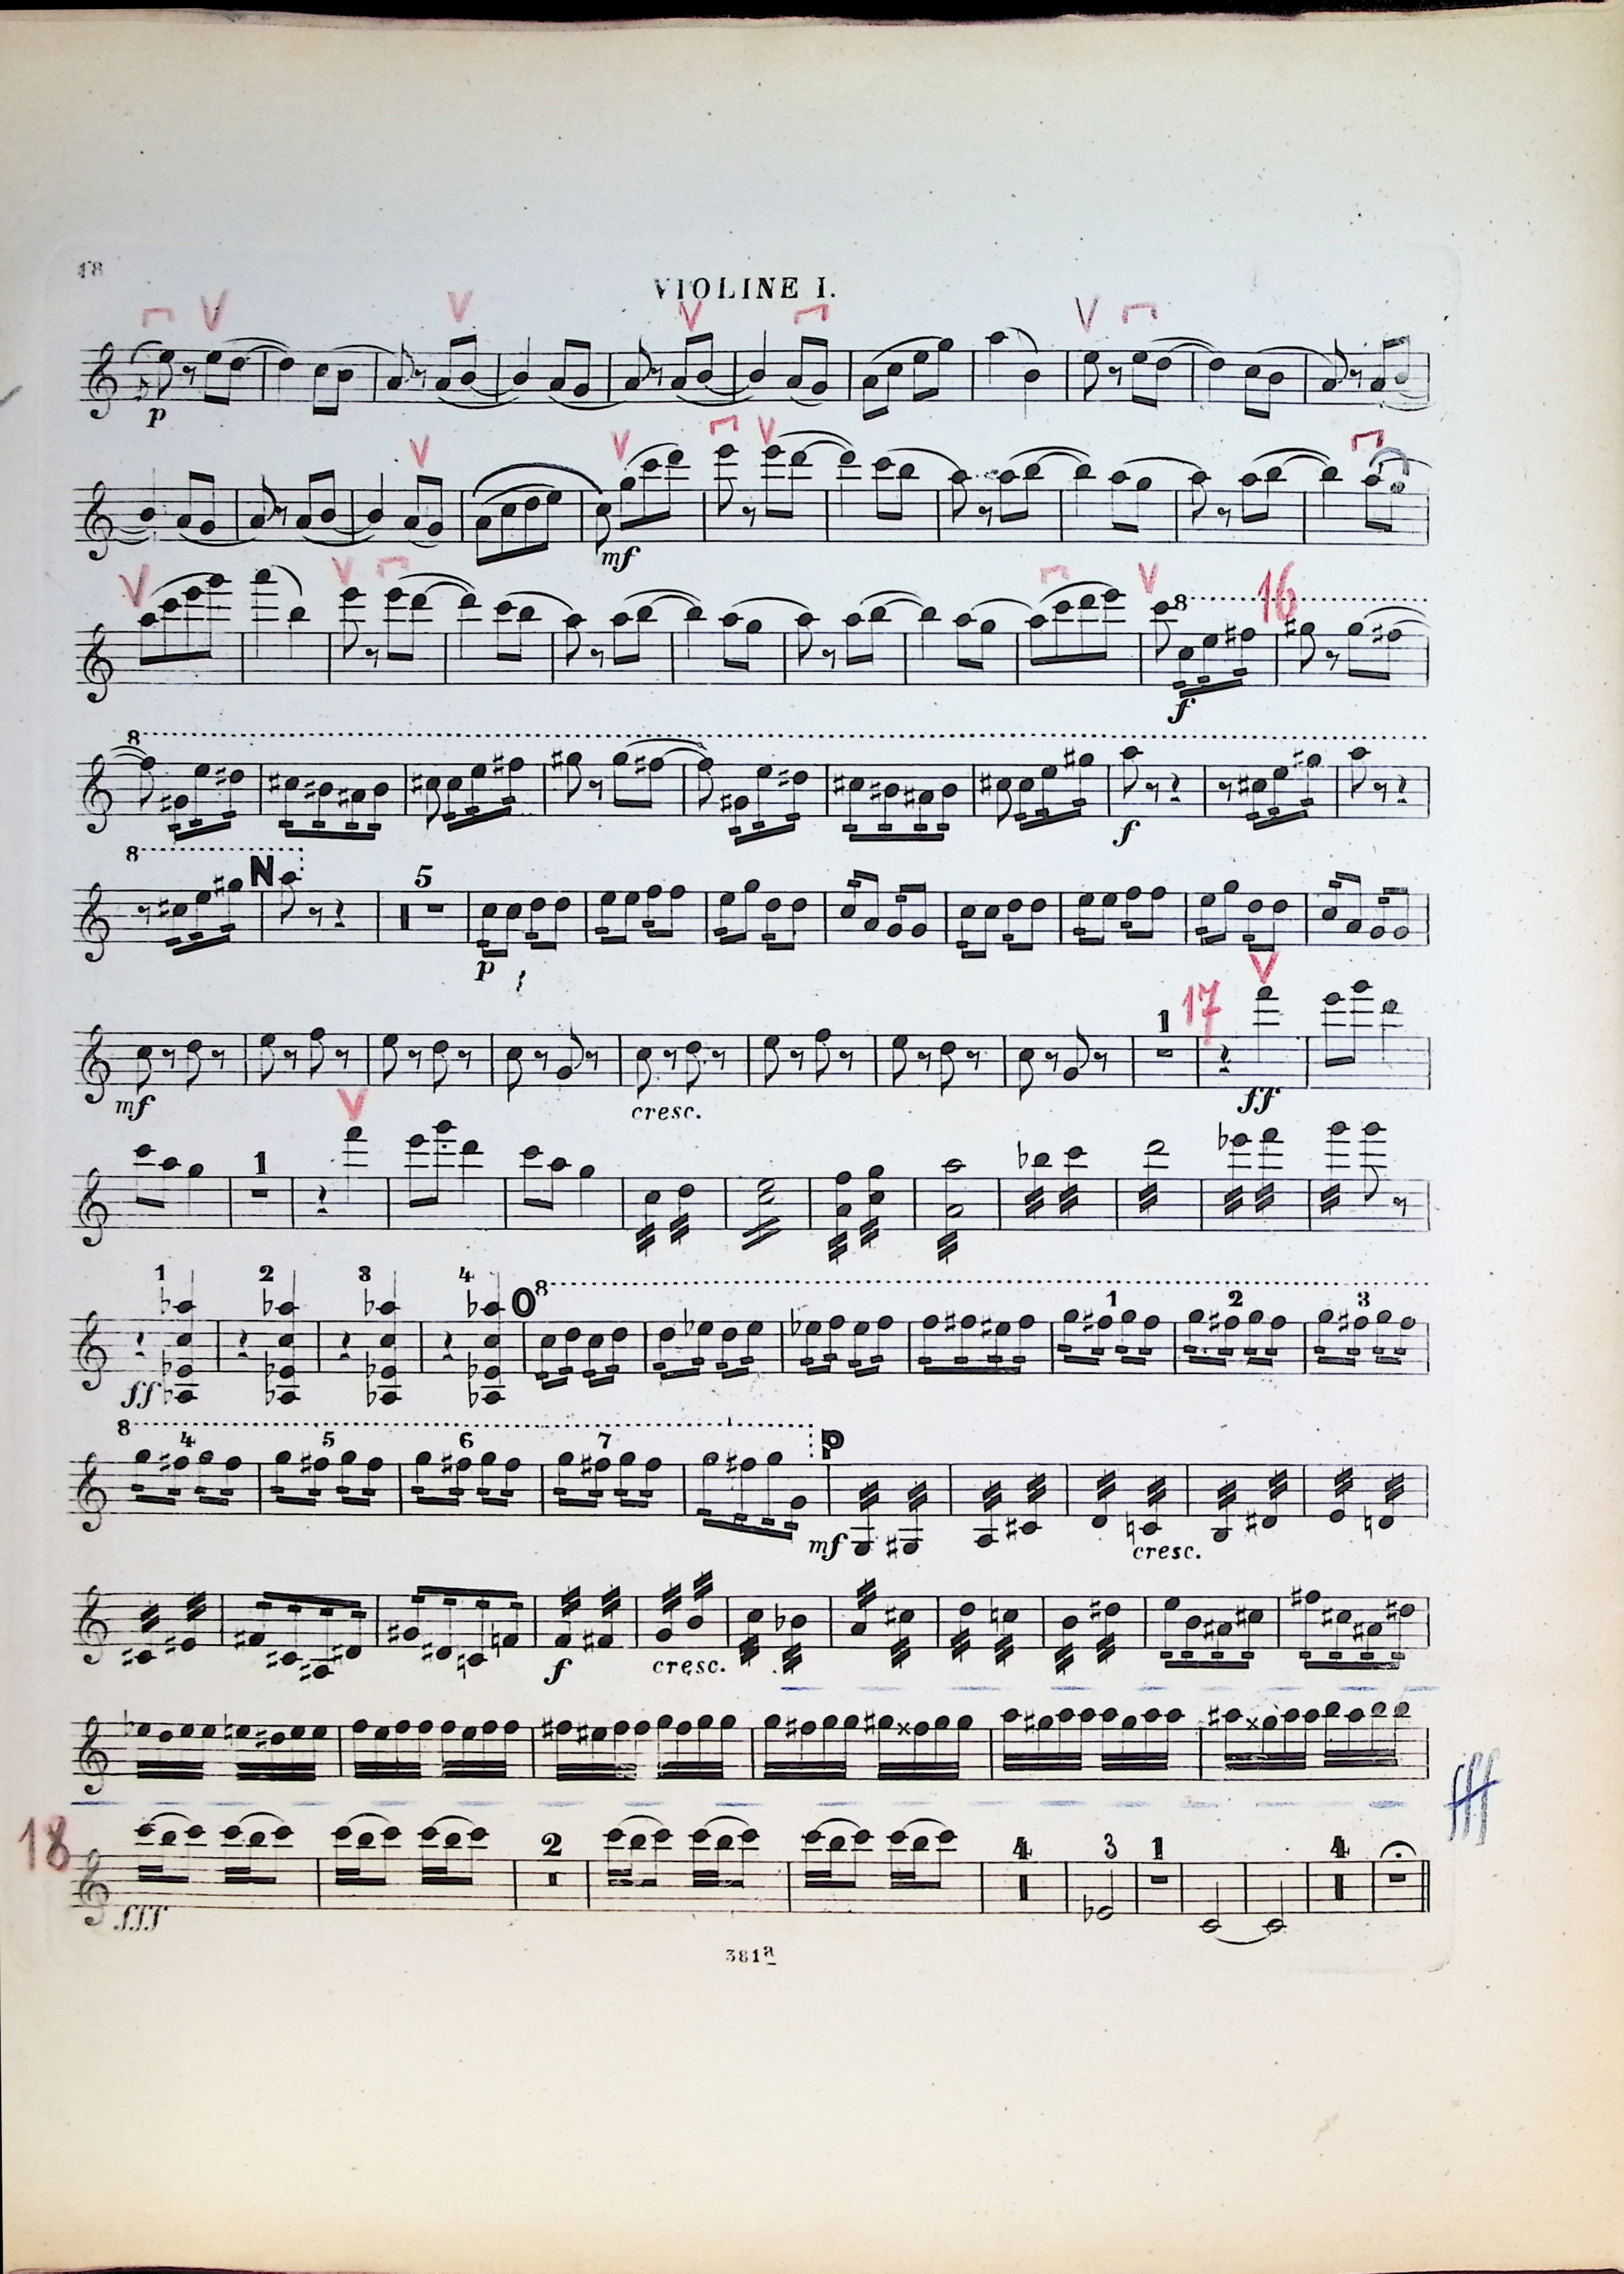 18
VIOLINE I.
V V V V
p
V V V
mf
V V V 16
8
f
8
f
8 N 5
p
17 V
1
mf cresc. ff
V
1
1 2 3 4 O 8
1 2 3
ff
8 P
4 5 6 7
mf cresc.
f cresc.
fff
18 2 4 3 1 4
fff
381a